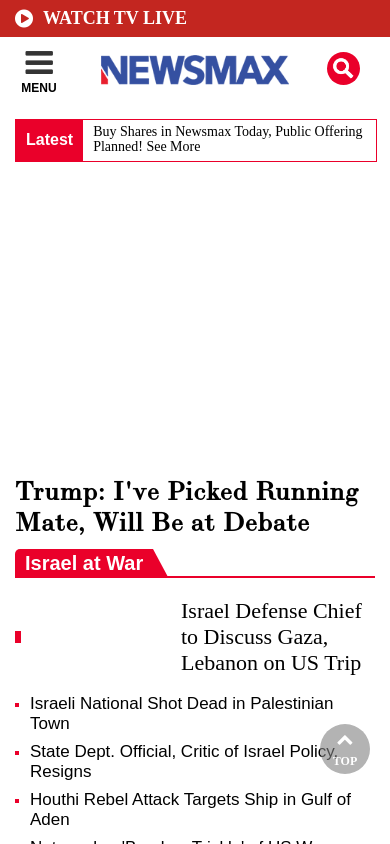 WATCH TV LIVE
MENU
NEWSMAX
Latest
Buy Shares in Newsmax Today, Public Offering
Planned! See More
Trump: I've Picked Running
Mate, Will Be at Debate
Israel at War
Israel Defense Chief
to Discuss Gaza,
Lebanon on US Trip
Israeli National Shot Dead in Palestinian
Town
State Dept. Official, Critic of Israel Policy,
Resigns
TOP
Houthi Rebel Attack Targets Ship in Gulf of
Aden